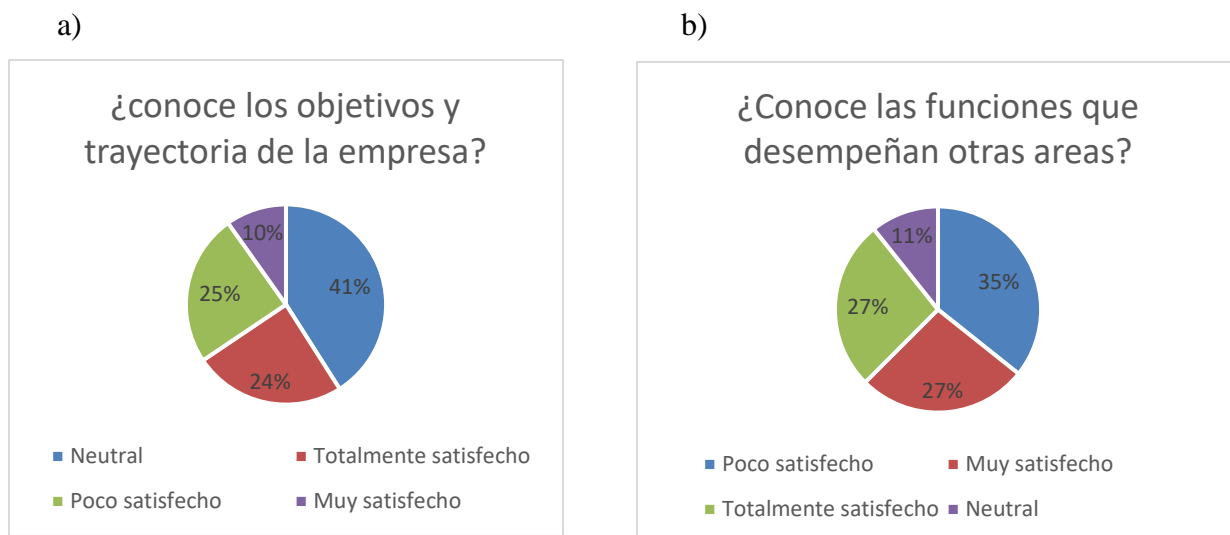 a)
¿conoce los objetivos y
trayectoria de la empresa?
10%
41%
25%
24%
Neutral
Totalmente satisfecho
Poco satisfecho
Muy satisfecho
b)
¿Conoce las funciones que
desempeñan otras areas?
11%
35%
27%
27%
Poco satisfecho
Muy satisfecho
Totalmente satisfecho
Neutral